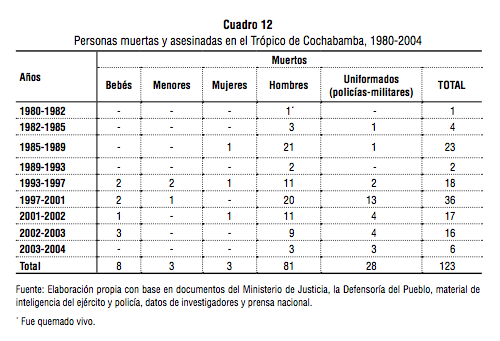 Cuadro 12
Personas muertas y asesinadas en el Trópico de Cochabamba, 1980-2004
Años Muertos
Bebés Menores Mujeres Hombres Uniformados (policías-militares) TOTAL
1980-1982 - - - 1* - 1
1982-1985 - - - 3 1 4
1985-1989 - - 1 21 1 23
1989-1993 - - - 2 - 2
1993-1997 2 2 1 11 2 18
1997-2001 2 1 - 20 13 36
2001-2002 1 - 1 11 4 17
2002-2003 3 - - 9 4 16
2003-2004 - - - 3 3 6
Total 8 3 3 81 28 123
Fuente: Elaboración propia con base en documentos del Ministerio de Justicia, la Defensoría del Pueblo, material de
inteligencia del ejército y policía, datos de investigadores y prensa nacional.
* Fue quemado vivo.